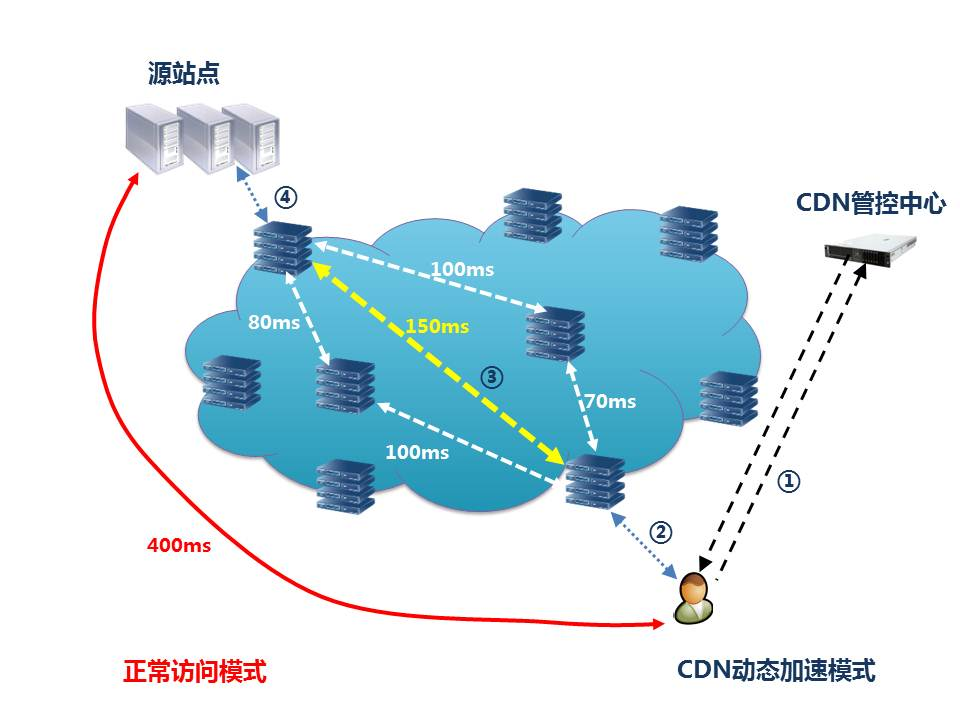 源站点
④
CDN管控中心
100ms
80ms
150ms
③
70ms
100ms
①
②
400ms
正常访问模式
CDN动态加速模式